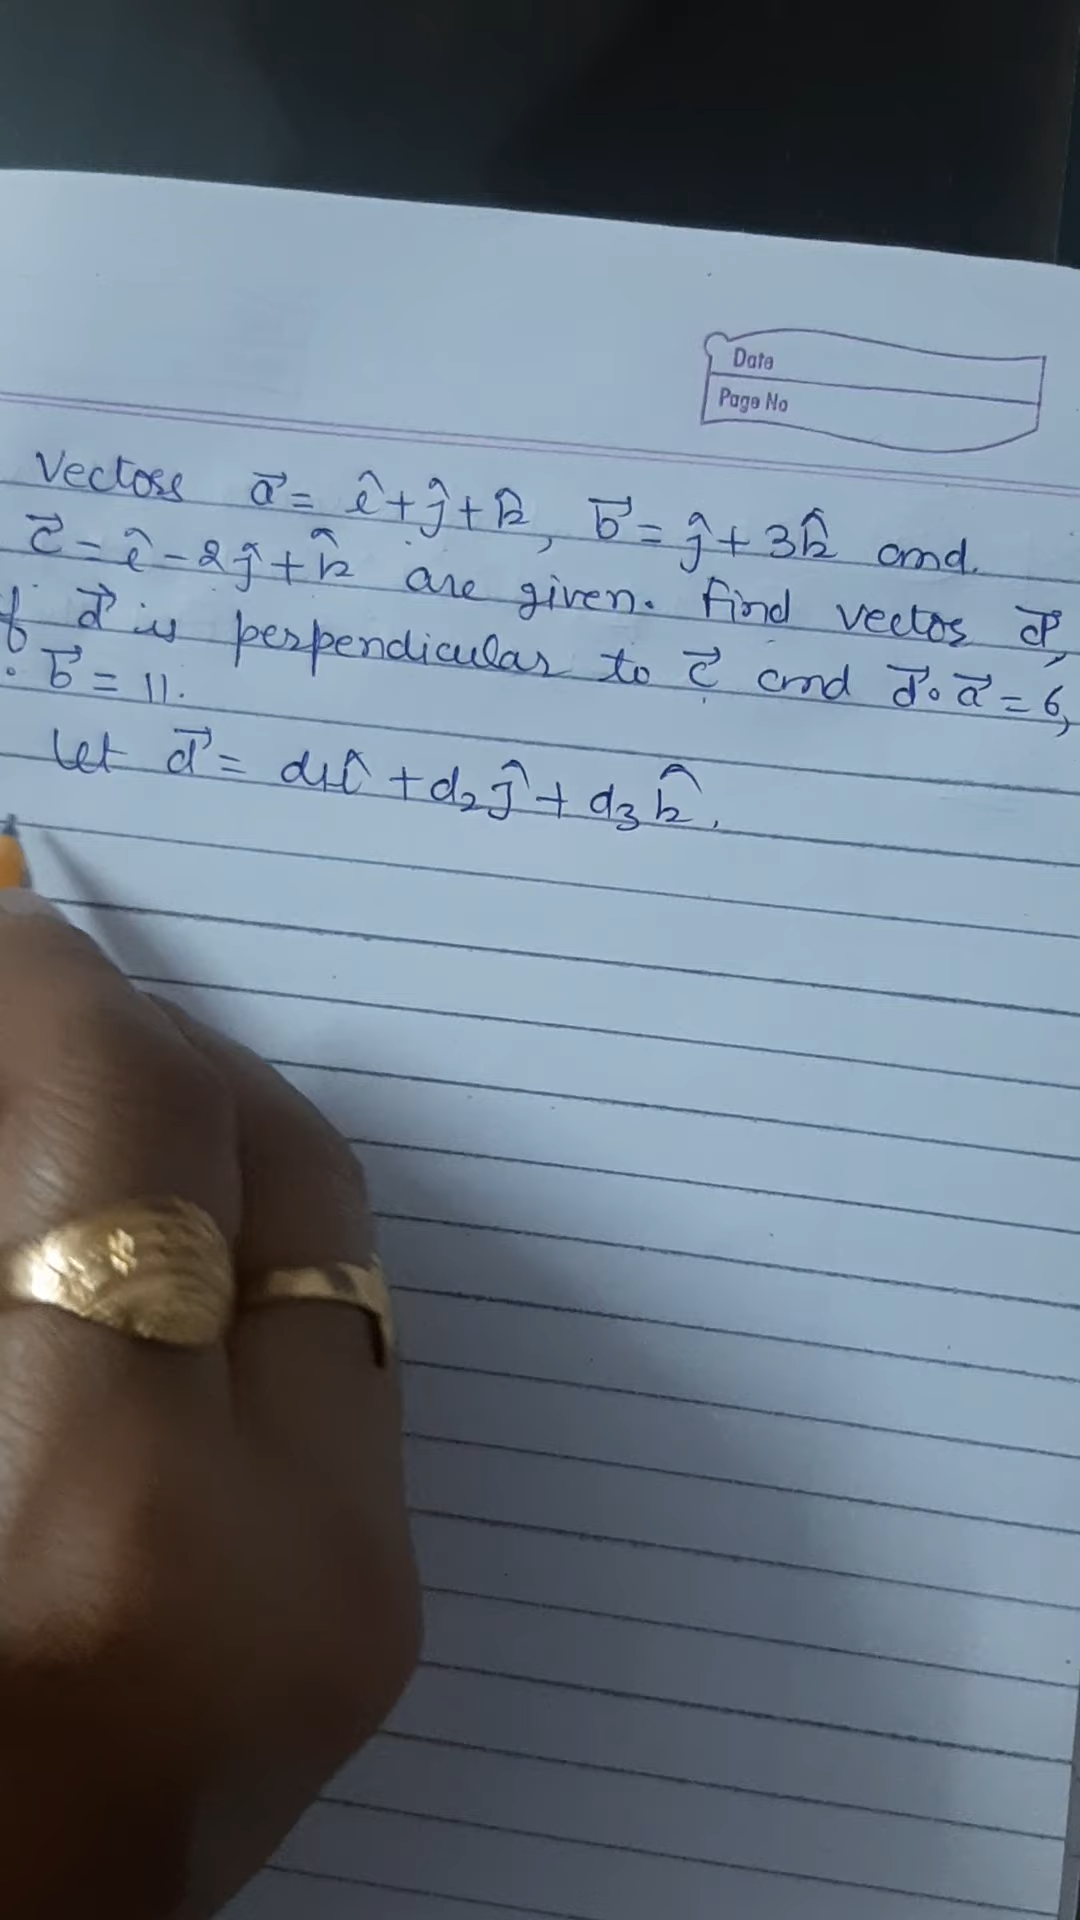 Date
Page No
Vectors a⃗ = î + ĵ + k̂, b⃗ = ĵ + 3k̂ and
c⃗ = î - 2ĵ + k̂ are given. Find vector d⃗,
f d⃗ is perpendicular to c⃗ and d⃗ . a⃗ = 6,
. b⃗ = 11.
Let d⃗ = d₁î + d₂ĵ + d₃k̂.